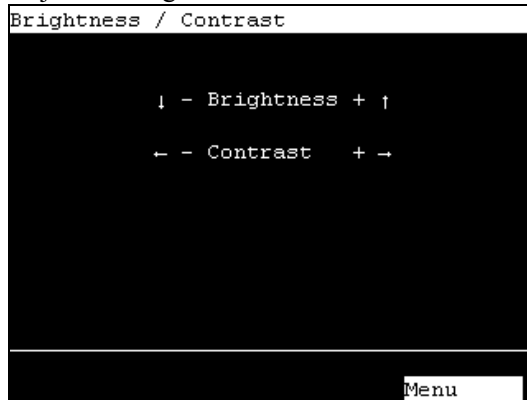 Brightness / Contrast
↓ - Brightness + ↑
← - Contrast + →
Menu